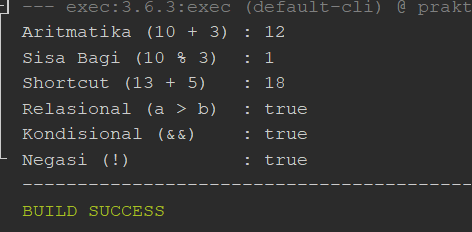 --- exec:3.6.3:exec (default-cli) @ prakt
Aritmatika (10 + 3) : 12
Sisa Bagi (10 % 3) : 1
Shortcut (13 + 5) : 18
Relasional (a > b) : true
Kondisional (&&) : true
Negasi (!) : true
------------------------------------------
BUILD SUCCESS